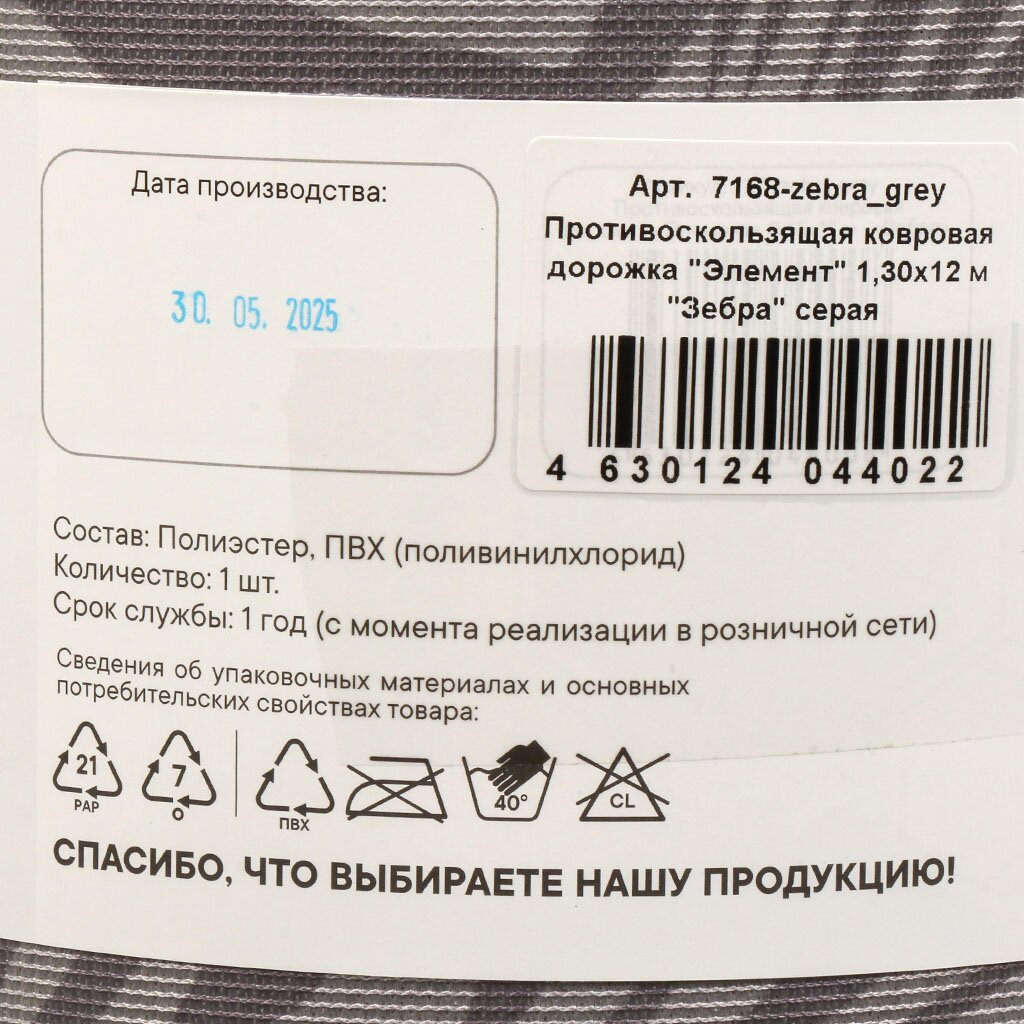 Дата производства:
30. 05. 2025
Арт. 7168-zebra_grey
Противоскользящая ковровая
дорожка "Элемент" 1,30х12 м
"Зебра" серая
4 630124 044022
Состав: Полиэстер, ПВХ (поливинилхлорид)
Количество: 1 шт.
Срок службы: 1 год (с момента реализации в розничной сети)
Сведения об упаковочных материалах и основных
потребительских свойствах товара:
21
PAP
7
O
ПВХ
40°
CL
СПАСИБО, ЧТО ВЫБИРАЕТЕ НАШУ ПРОДУКЦИЮ!